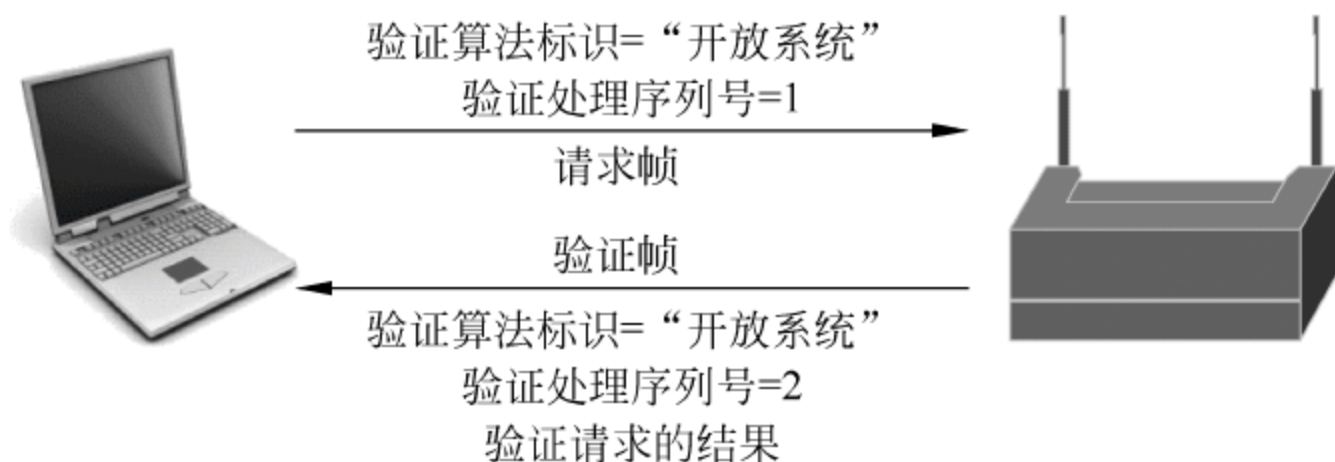 验证算法标识=“开放系统”
验证处理序列号=1
请求帧
验证帧
验证算法标识=“开放系统”
验证处理序列号=2
验证请求的结果